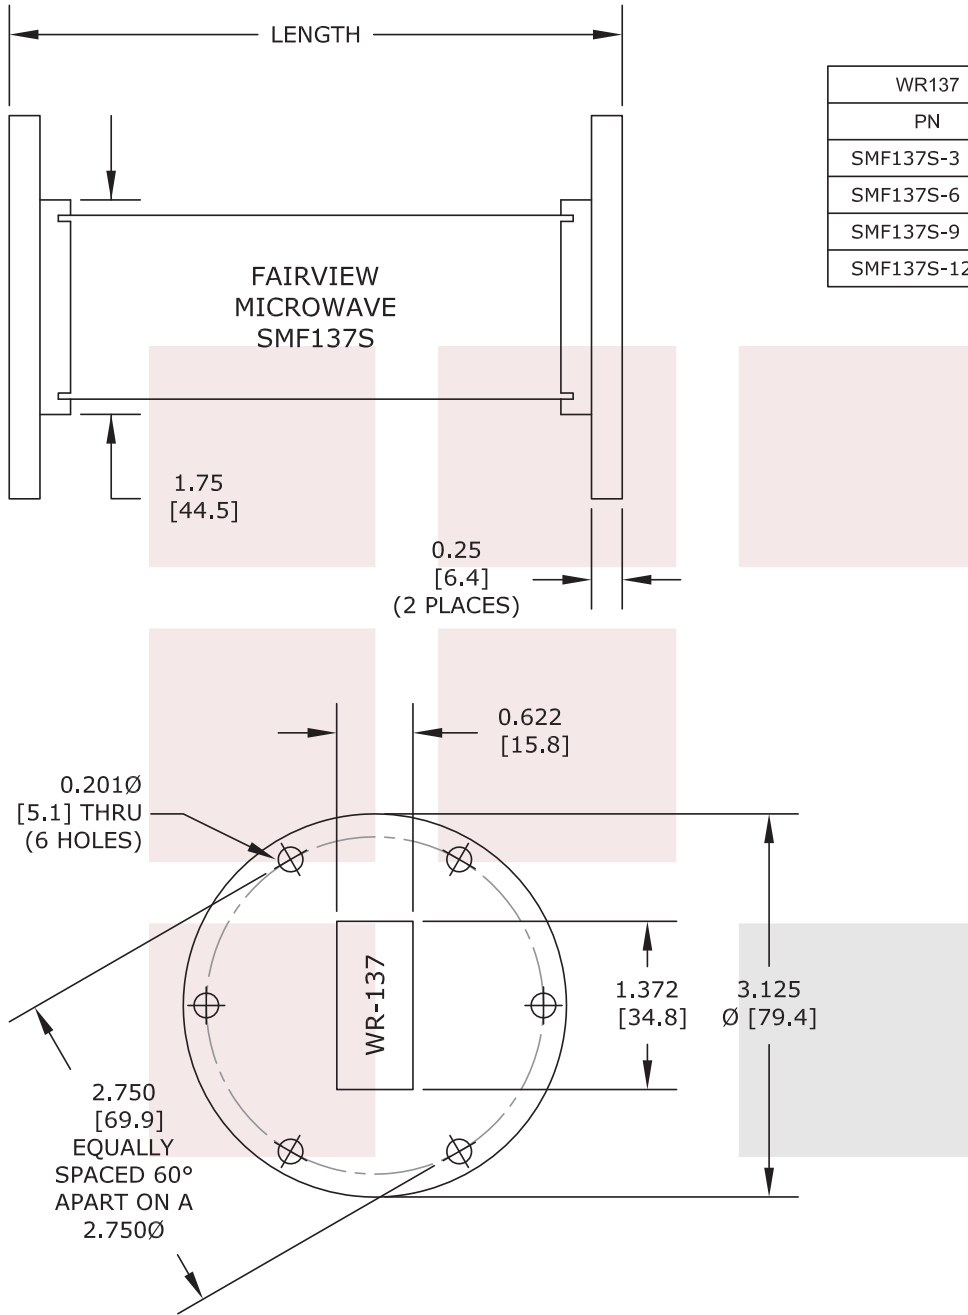 LENGTH
WR137
PN
SMF137S-3
SMF137S-6
SMF137S-9
SMF137S-12
FAIRVIEW
MICROWAVE
SMF137S
1.75
[44.5]
0.25
[6.4]
(2 PLACES)
0.622
[15.8]
0.201Ø
[5.1] THRU
(6 HOLES)
WR-137
1.372
[34.8]
3.125
Ø [79.4]
2.750
[69.9]
EQUALLY
SPACED 60°
APART ON A
2.750Ø